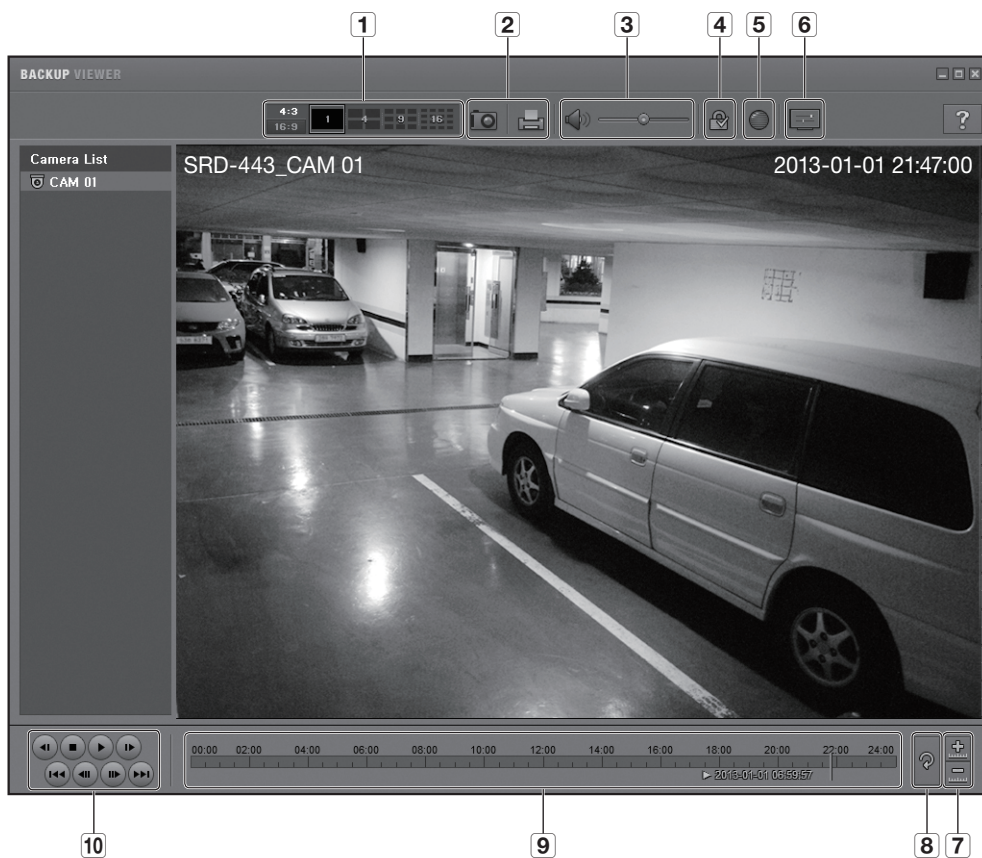 1 2 3 4 5 6
BACKUP VIEWER
4:3
16:9
1 4 9 16
?
Camera List
CAM 01
SRD-443_CAM 01
2013-01-01 21:47:00
00:00 02:00 04:00 06:00 08:00 10:00 12:00 14:00 16:00 18:00 20:00 22:00 24:00
2013-01-01 06:59:57
10 9 8 7